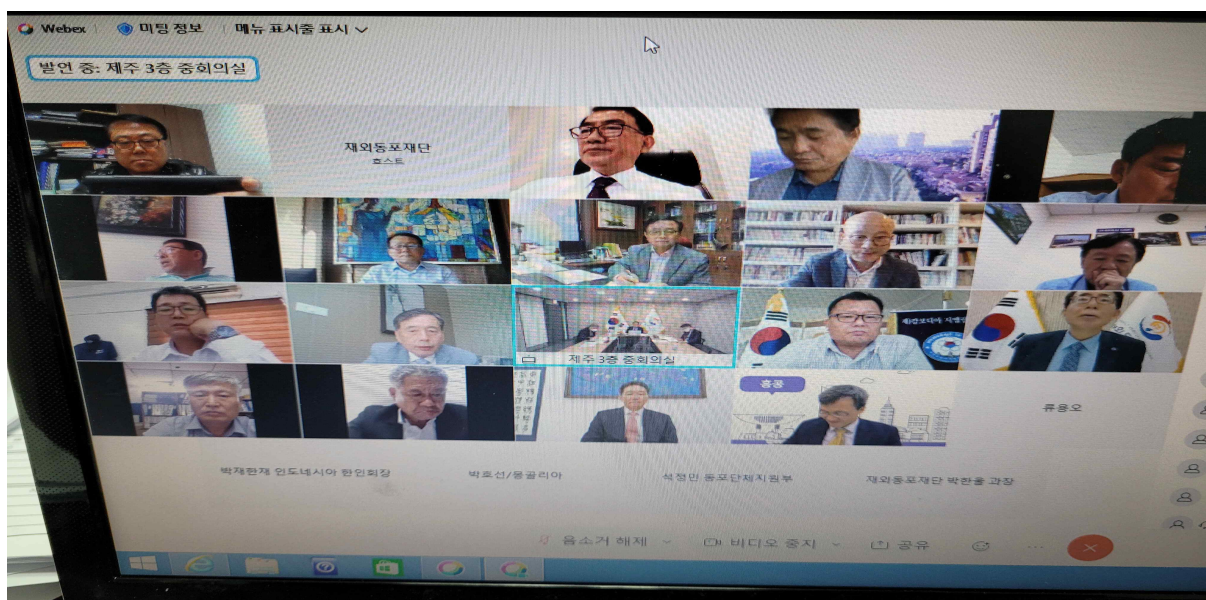 Webex
미팅 정보
메뉴 표시줄 표시
발언 중: 제주 3층 중회의실
재외동포재단
호스트
제주 3층 중회의실
홍콩
류용오
박재한재 인도네시아 한인회장
박호선/몽골리아
석정민 동포단체지원부
재외동포재단 박한울 과장
음소거 해제
비디오 중지
공유